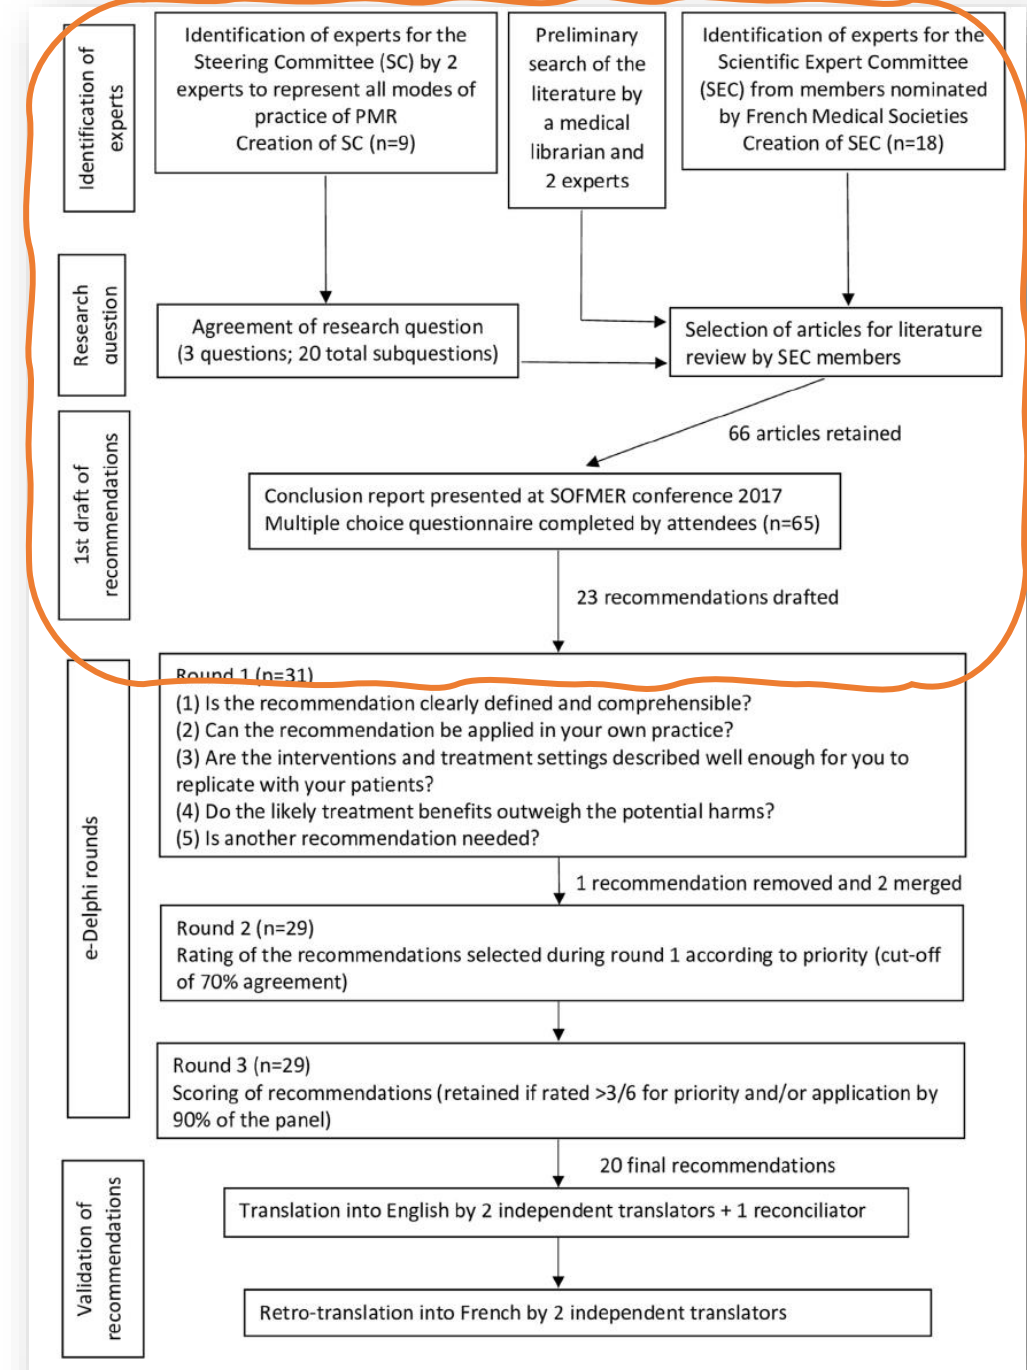 Identification of
experts
Identification of experts for the
Steering Committee (SC) by 2
experts to represent all modes of
practice of PMR
Creation of SC (n=9)
Preliminary
search of the
literature by
a medical
librarian and
2 experts
Identification of experts for the
Scientific Expert Committee
(SEC) from members nominated
by French Medical Societies
Creation of SEC (n=18)
Research
question
Agreement of research question
(3 questions; 20 total subquestions)
Selection of articles for literature
review by SEC members
66 articles retained
1st draft of
recommendations
Conclusion report presented at SOFMER conference 2017
Multiple choice questionnaire completed by attendees (n=65)
23 recommendations drafted
e-Delphi rounds
Round 1 (n=31)
(1) Is the recommendation clearly defined and comprehensible?
(2) Can the recommendation be applied in your own practice?
(3) Are the interventions and treatment settings described well enough for you to
replicate with your patients?
(4) Do the likely treatment benefits outweigh the potential harms?
(5) Is another recommendation needed?
1 recommendation removed and 2 merged
Round 2 (n=29)
Rating of the recommendations selected during round 1 according to priority (cut-off
of 70% agreement)
Round 3 (n=29)
Scoring of recommendations (retained if rated >3/6 for priority and/or application by
90% of the panel)
20 final recommendations
Validation of
recommendations
Translation into English by 2 independent translators + 1 reconciliator
Retro-translation into French by 2 independent translators